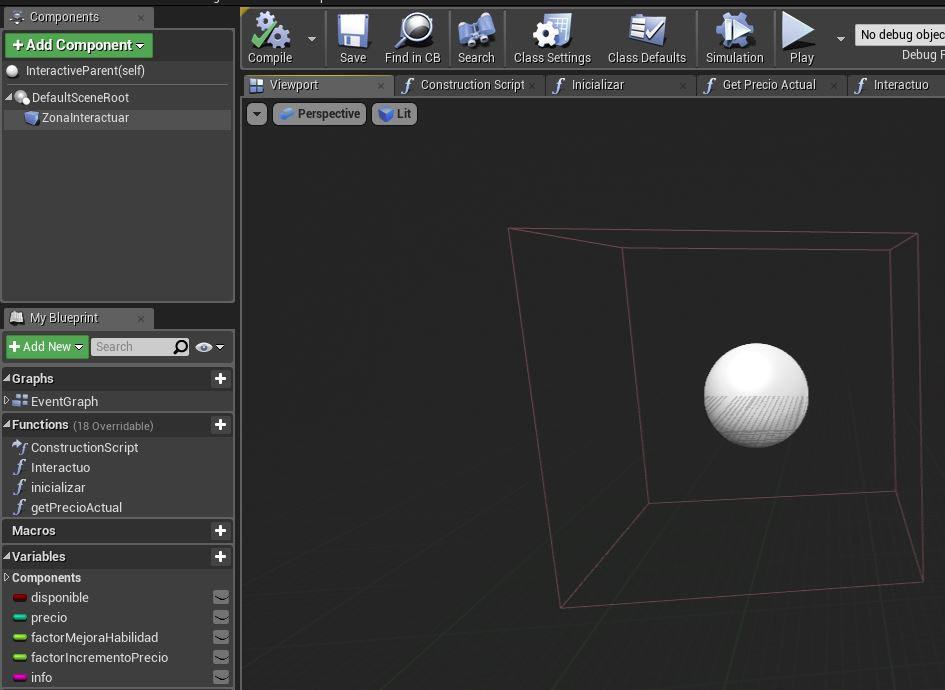 Components
+Add Component
InteractiveParent(self)
DefaultSceneRoot
ZonaInteractuar
My Blueprint
+Add New
Search
Graphs
EventGraph
Functions (18 Overridable)
ConstructionScript
Interactuo
inicializar
getPrecioActual
Macros
Variables
Components
disponible
precio
factorMejoraHabilidad
factorIncrementoPrecio
info
Compile
Save
Find in CB
Search
Class Settings
Class Defaults
Simulation
Play
No debug objec
Debug F
Viewport
Construction Script
Inicializar
Get Precio Actual
Interactuo
Perspective
Lit